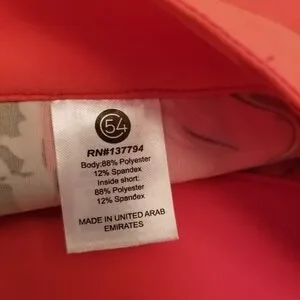 54
RN#137794
Body:88% Polyester
12% Spandex
Inside short:
88% Polyester
12% Spandex
MADE IN UNITED ARAB
EMIRATES